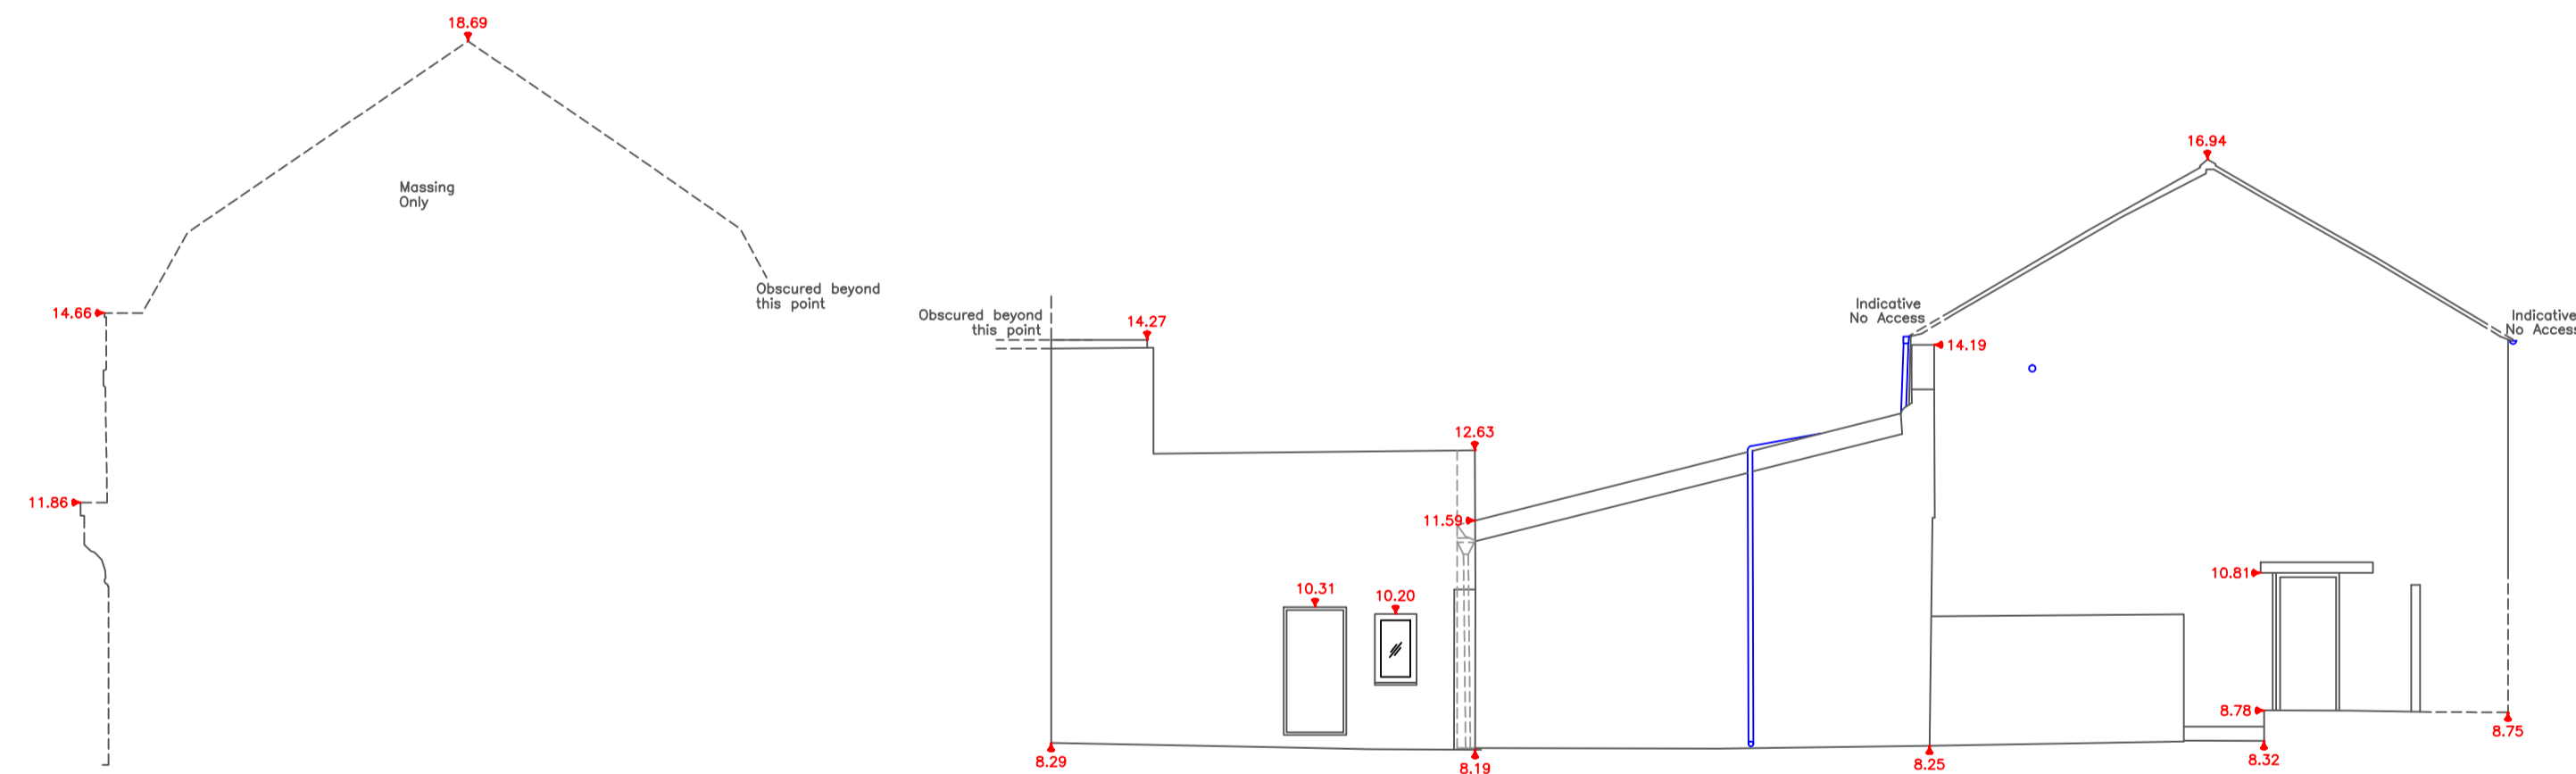 18.69
Massing
Only
14.66
Obscured beyond
this point
11.86
Obscured beyond
this point
14.27
12.63
11.59
10.31
10.20
8.29
8.19
Indicative
No Access
14.19
16.94
Indicative
No Access
10.81
8.78
8.25
8.32
8.75